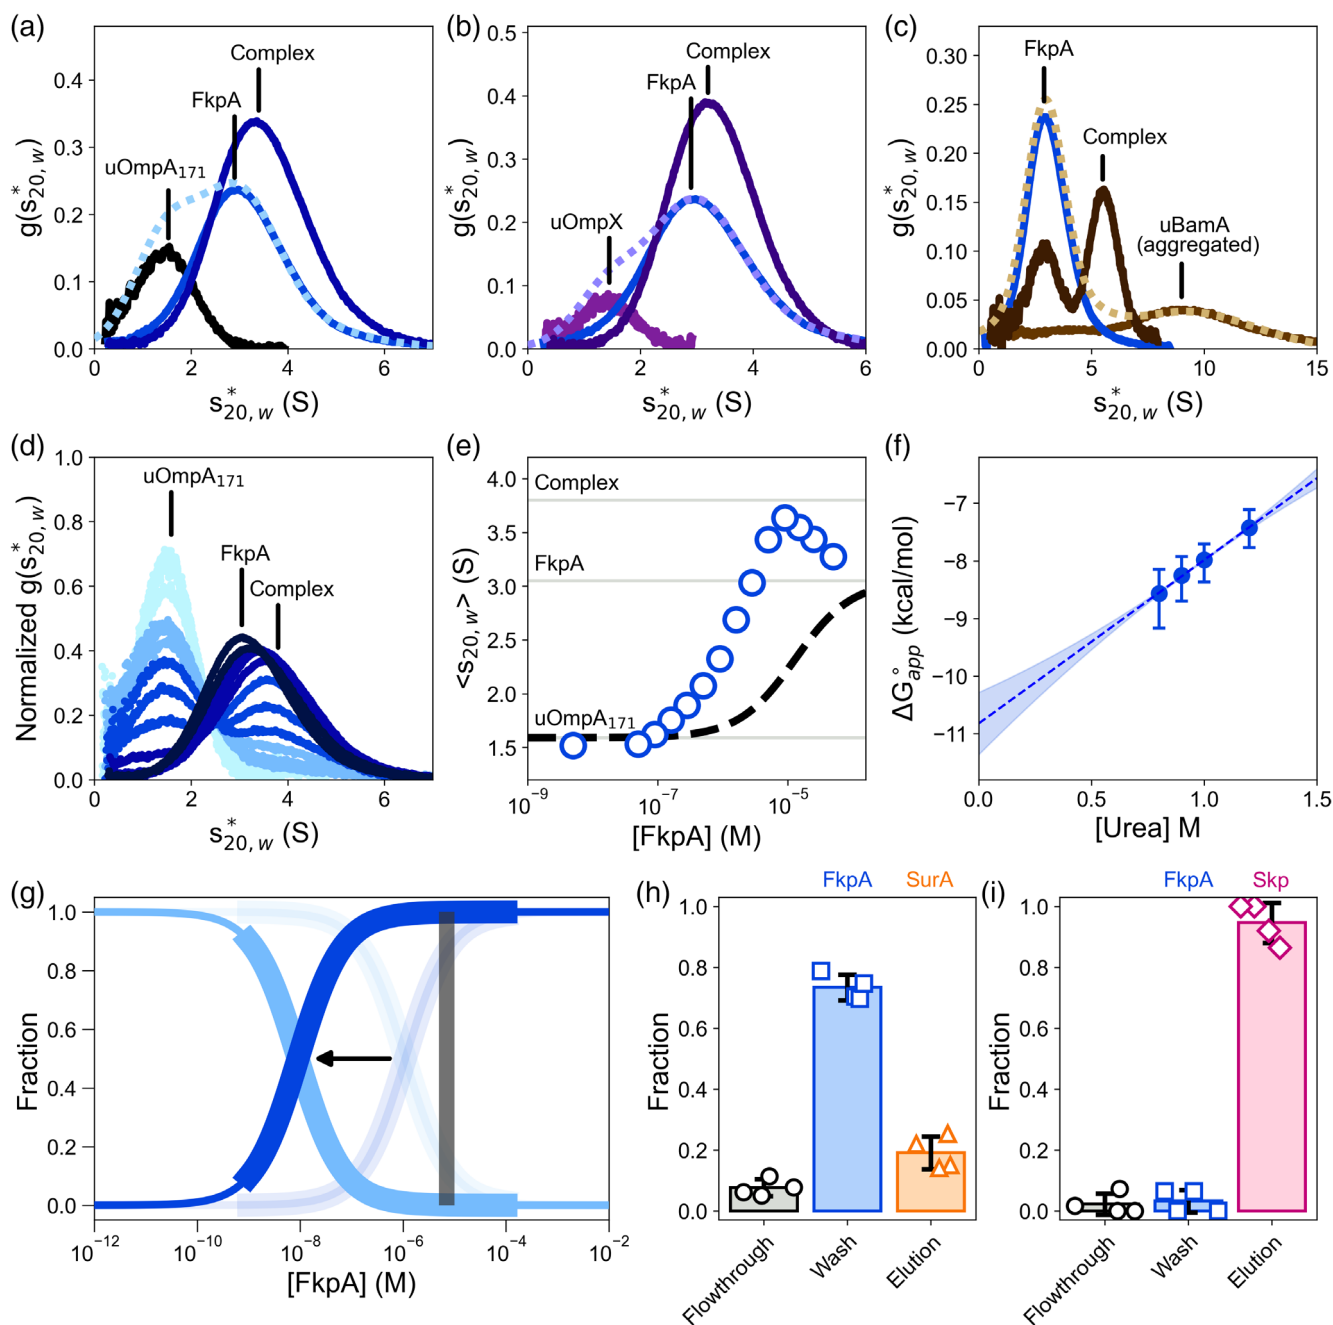 (a)
0.4
0.3
0.2
0.1
0.0
g(s*20,w)
Complex
FkpA
uOmpA171
0 2 4 6
s*20,w (S)
(b)
0.5
0.4
0.3
0.2
0.1
0.0
g(s*20,w)
Complex
FkpA
uOmpX
0 2 4 6
s*20,w (S)
(c)
0.30
0.25
0.20
0.15
0.10
0.05
0.00
g(s*20,w)
FkpA
Complex
uBamA
(aggregated)
0 5 10 15
s*20,w (S)
(d)
1.0
0.8
0.6
0.4
0.2
0.0
Normalized g(s*20,w)
uOmpA171
FkpA
Complex
0 2 4 6
s*20,w (S)
(e)
4.0
3.5
3.0
2.5
2.0
1.5
<s20,w> (S)
Complex
FkpA
uOmpA171
10−9 10−7 10−5
[FkpA] (M)
(f)
−7
−8
−9
−10
−11
ΔG°app (kcal/mol)
0.0 0.5 1.0 1.5
[Urea] M
(g)
1.0
0.8
0.6
0.4
0.2
0.0
Fraction
10−12 10−10 10−8 10−6 10−4 10−2
[FkpA] (M)
(h)
FkpA SurA
1.0
0.8
0.6
0.4
0.2
0.0
Fraction
Flowthrough
Wash
Elution
(i)
FkpA Skp
1.0
0.8
0.6
0.4
0.2
0.0
Fraction
Flowthrough
Wash
Elution